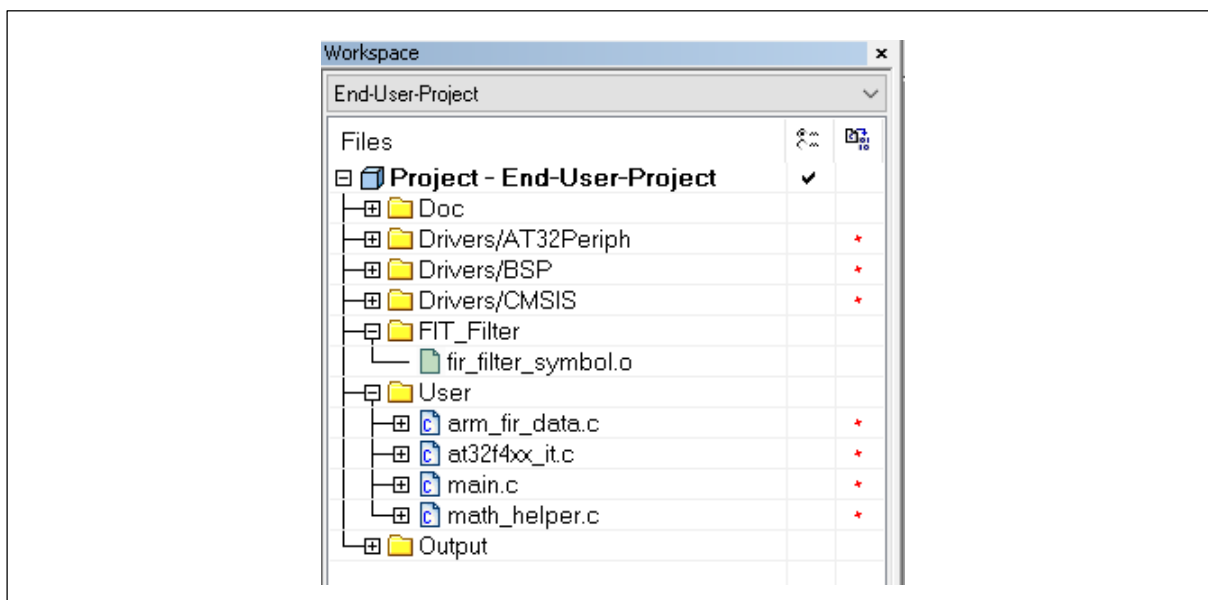 Workspace
End-User-Project
Files
Project - End-User-Project
Doc
Drivers/AT32Periph
Drivers/BSP
Drivers/CMSIS
FIT_Filter
fir_filter_symbol.o
User
arm_fir_data.c
at32f4xx_it.c
main.c
math_helper.c
Output